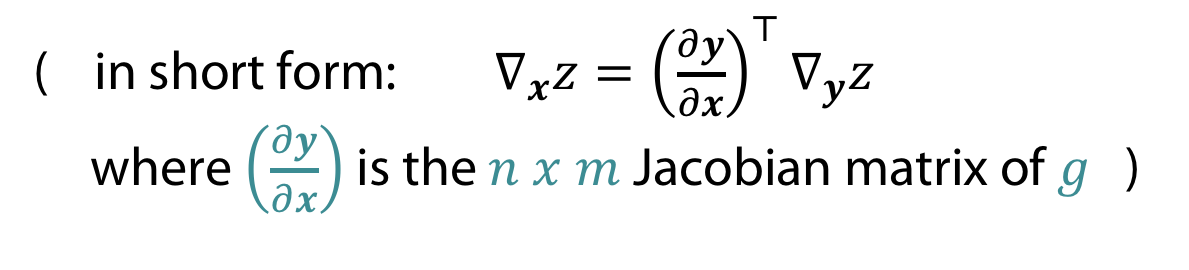 ( in short form: ∇ₓz = (∂y/∂x)ᵀ ∇ᵧz
where (∂y/∂x) is the n x m Jacobian matrix of g )